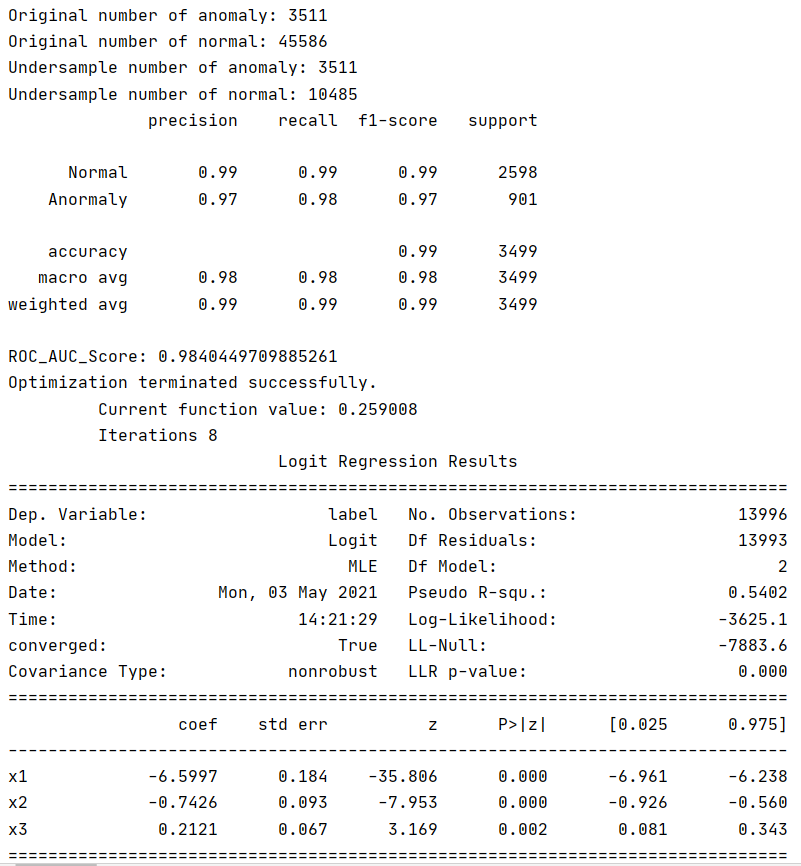 Original number of anomaly: 3511
Original number of normal: 45586
Undersample number of anomaly: 3511
Undersample number of normal: 10485
              precision    recall  f1-score   support

      Normal       0.99      0.99      0.99      2598
    Anormaly       0.97      0.98      0.97       901

    accuracy                           0.99      3499
   macro avg       0.98      0.98      0.98      3499
weighted avg       0.99      0.99      0.99      3499

ROC_AUC_Score: 0.9840449709885261
Optimization terminated successfully.
         Current function value: 0.259008
         Iterations 8
                           Logit Regression Results
==============================================================================
Dep. Variable:                  label   No. Observations:                13996
Model:                          Logit   Df Residuals:                    13993
Method:                           MLE   Df Model:                            2
Date:                Mon, 03 May 2021   Pseudo R-squ.:                  0.5402
Time:                        14:21:29   Log-Likelihood:                -3625.1
converged:                       True   LL-Null:                       -7883.6
Covariance Type:            nonrobust   LLR p-value:                     0.000
==============================================================================
                 coef    std err          z      P>|z|      [0.025      0.975]
------------------------------------------------------------------------------
x1            -6.5997      0.184    -35.806      0.000      -6.961      -6.238
x2            -0.7426      0.093     -7.953      0.000      -0.926      -0.560
x3             0.2121      0.067      3.169      0.002       0.081       0.343
==============================================================================